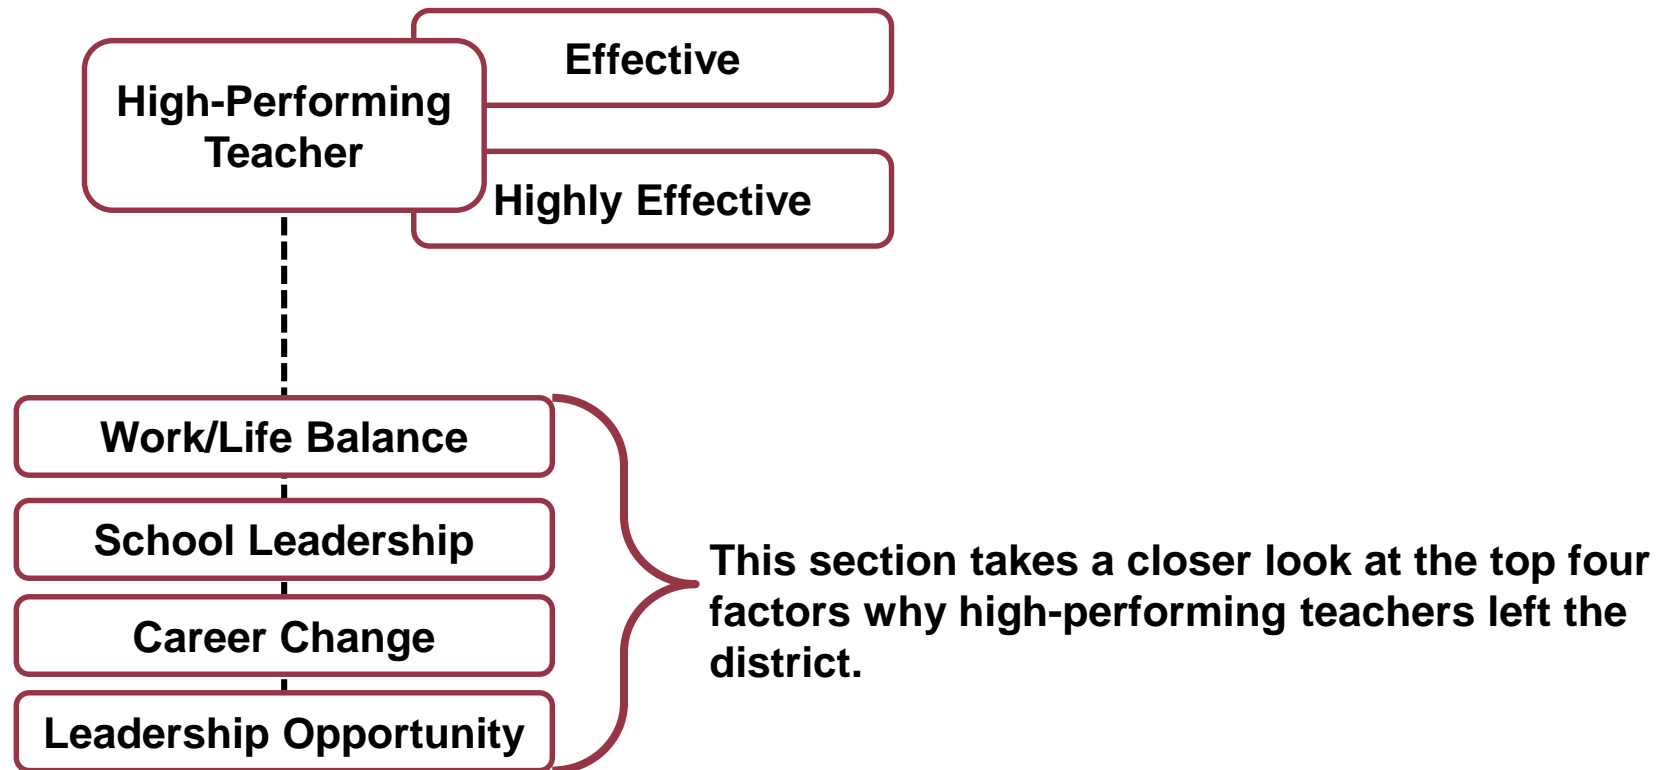 Effective
High-Performing
Teacher
Highly Effective
Work/Life Balance
School Leadership
Career Change
Leadership Opportunity
This section takes a closer look at the top four
factors why high-performing teachers left the
district.